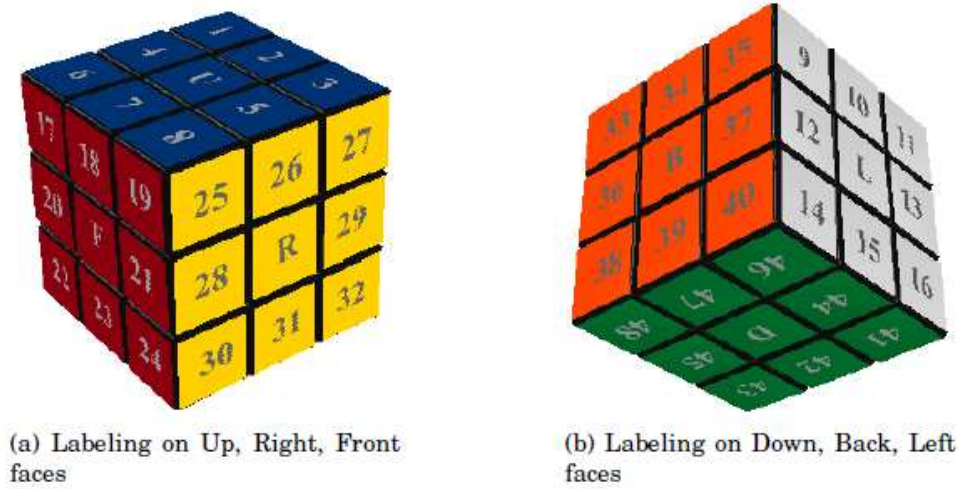 1 2 3
4 U 5
6 7 8
17 18 19
20 F 21
22 23 24
25 26 27
28 R 29
30 31 32
(a) Labeling on Up, Right, Front
faces
33 34 35
36 B 37
38 39 40
9 10 11
12 L 13
14 15 16
41 42 43
44 D 45
46 47 48
(b) Labeling on Down, Back, Left
faces